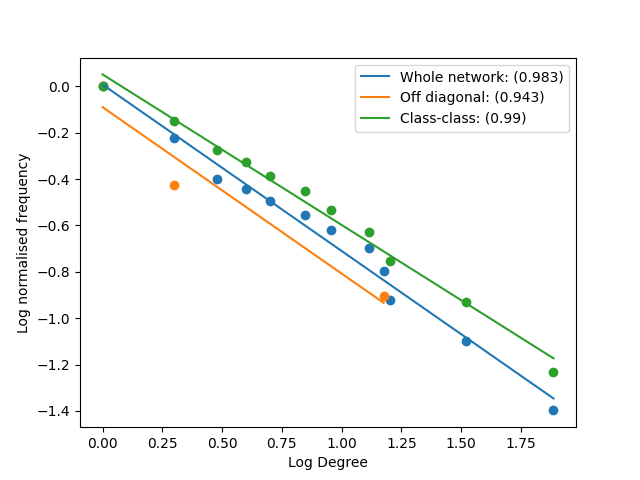 Whole network: (0.983)
Off diagonal: (0.943)
Class-class: (0.99)
0.0
−0.2
−0.4
−0.6
−0.8
−1.0
−1.2
−1.4
Log normalised frequency
0.00 0.25 0.50 0.75 1.00 1.25 1.50 1.75
Log Degree